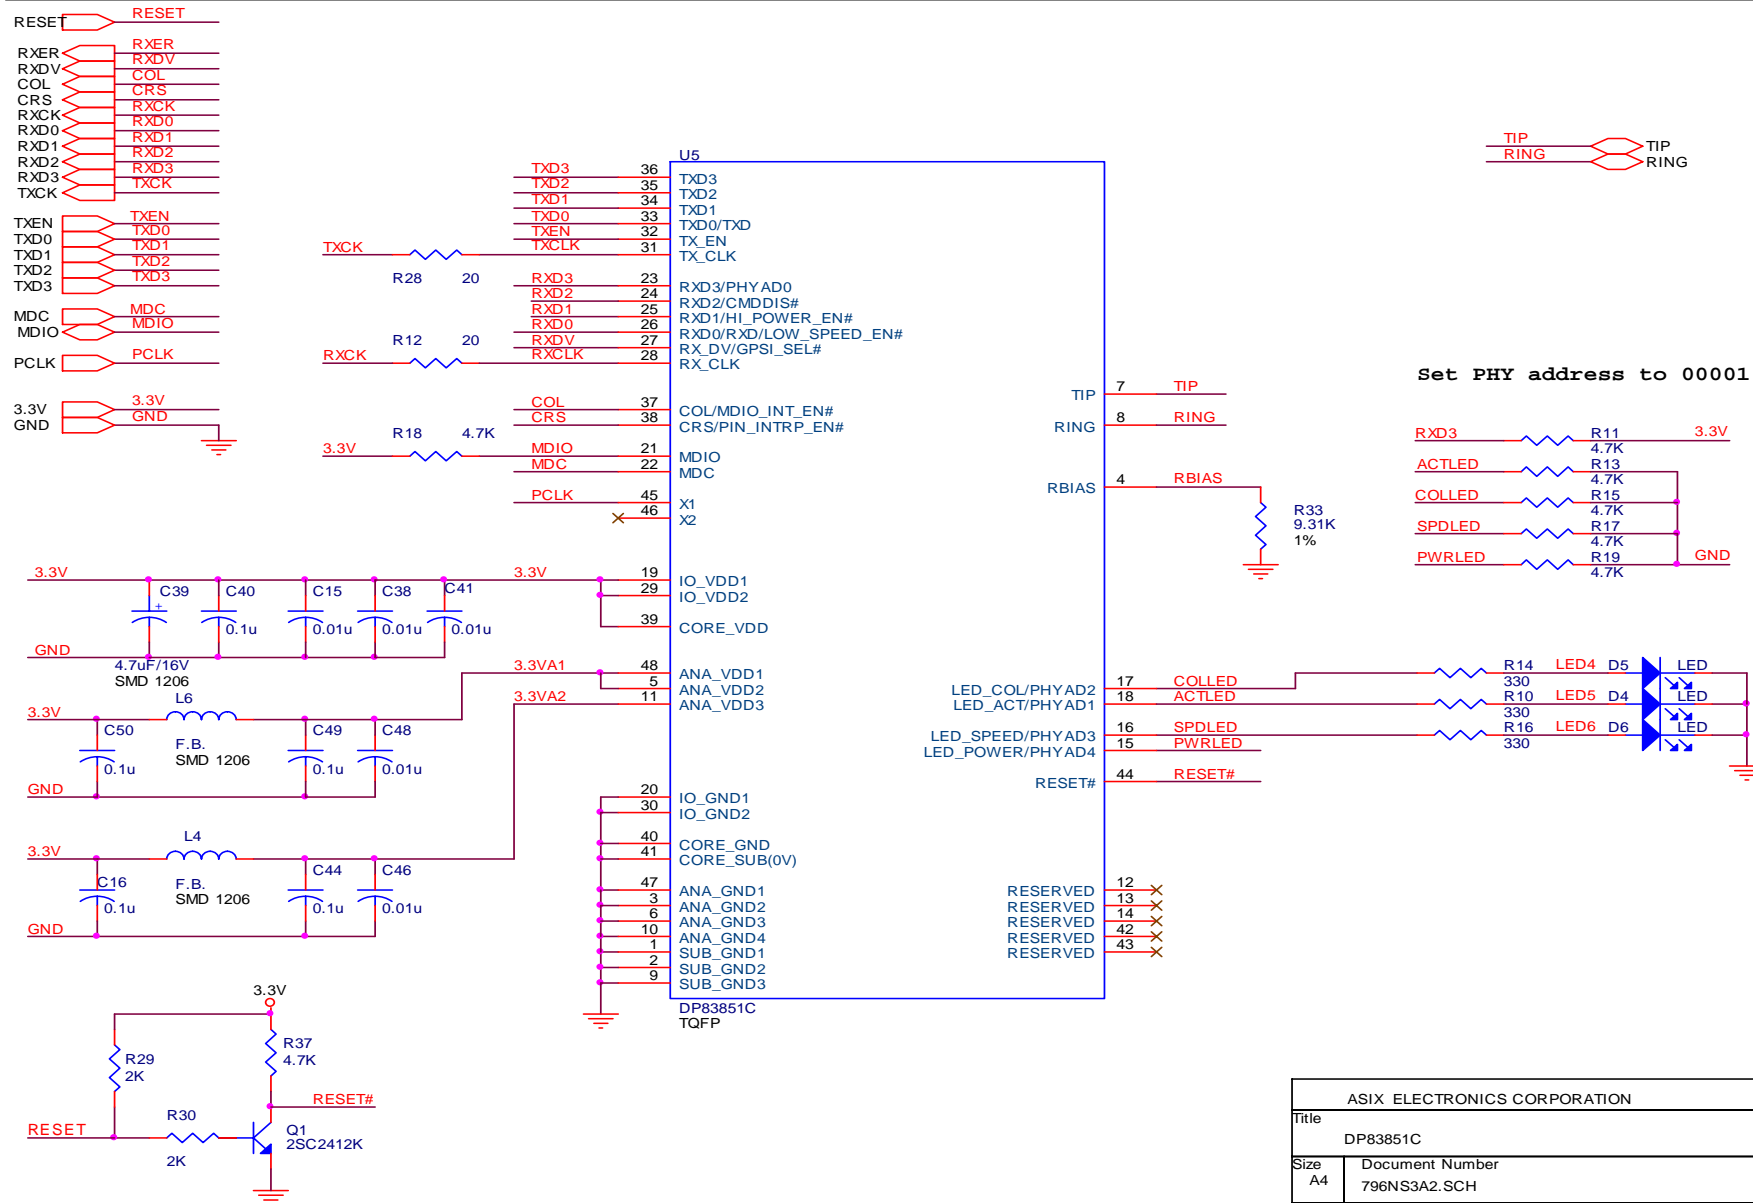 RESET RESET
RXER RXER
RXDV RXDV
COL COL
CRS CRS
RXCK RXCK
RXD0 RXD0
RXD1 RXD1
RXD2 RXD2
RXD3 RXD3
TXCK TXCK
TXEN TXEN
TXD0 TXD0
TXD1 TXD1
TXD2 TXD2
TXD3 TXD3
MDC MDC
MDIO MDIO
PCLK PCLK
3.3V 3.3V
GND GND
TIP TIP
RING RING
U5
TXD3 36 TXD3
TXD2 35 TXD2
TXD1 34 TXD1
TXD0 33 TXD0/TXD
TXEN 32 TX_EN
TXCK TXCLK 31 TX_CLK
R28 20
RXD3 23 RXD3/PHYAD0
RXD2 24 RXD2/CMDDIS#
RXD1 25 RXD1/HI_POWER_EN#
RXD0 26 RXD0/RXD/LOW_SPEED_EN#
R12 20
RXDV 27 RX_DV/GPSI_SEL#
RXCK RXCLK 28 RX_CLK
COL 37 COL/MDIO_INT_EN#
CRS 38 CRS/PIN_INTRP_EN#
R18 4.7K
3.3V MDIO 21 MDIO
MDC 22 MDC
PCLK 45 X1
46 X2
TIP 7 TIP
RING 8 RING
RBIAS 4 RBIAS
R33
9.31K
1%
Set PHY address to 00001
RXD3 R11 3.3V
4.7K
ACTLED R13
4.7K
COLLED R15
4.7K
SPDLED R17
4.7K
PWRLED R19 GND
4.7K
3.3V 3.3V 19 IO_VDD1
29 IO_VDD2
39 CORE_VDD
C39 + C40 C15 C38 C41
0.1u 0.01u 0.01u 0.01u
GND
4.7uF/16V
SMD 1206
3.3VA1 48 ANA_VDD1
5 ANA_VDD2
3.3VA2 11 ANA_VDD3
L6
3.3V
C50 F.B. C49 C48
0.1u SMD 1206 0.1u 0.01u
GND
L4
3.3V
C16 F.B. C44 C46
0.1u SMD 1206 0.1u 0.01u
GND
LED_COL/PHYAD2 17 COLLED
LED_ACT/PHYAD1 18 ACTLED
LED_SPEED/PHYAD3 16 SPDLED
LED_POWER/PHYAD4 15 PWRLED
RESET# 44 RESET#
R14 LED4 D5 LED
330
R10 LED5 D4 LED
330
R16 LED6 D6 LED
330
20 IO_GND1
30 IO_GND2
40 CORE_GND
41 CORE_SUB(0V)
47 ANA_GND1
3 ANA_GND2
6 ANA_GND3
10 ANA_GND4
1 SUB_GND1
2 SUB_GND2
9 SUB_GND3
RESERVED 12
RESERVED 13
RESERVED 14
RESERVED 42
RESERVED 43
DP83851C
TQFP
3.3V
R29
2K
R37
4.7K
RESET#
RESET R30
2K
Q1
2SC2412K
ASIX ELECTRONICS CORPORATION
Title
DP83851C
Size Document Number
A4 796NS3A2.SCH